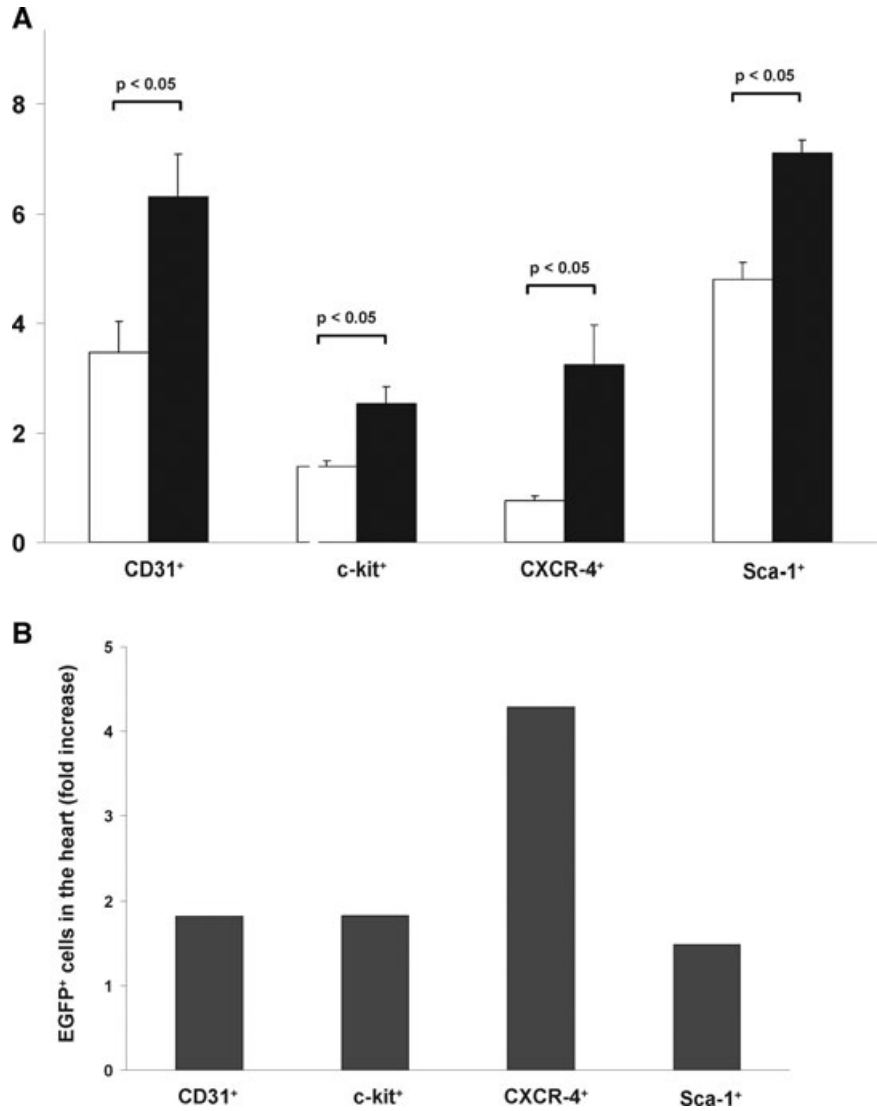 A
p < 0.05
p < 0.05
p < 0.05
p < 0.05
8
6
4
2
0
CD31⁺
c-kit⁺
CXCR-4⁺
Sca-1⁺
B
EGFP⁺ cells in the heart (fold increase)
5
4
3
2
1
0
CD31⁺
c-kit⁺
CXCR-4⁺
Sca-1⁺